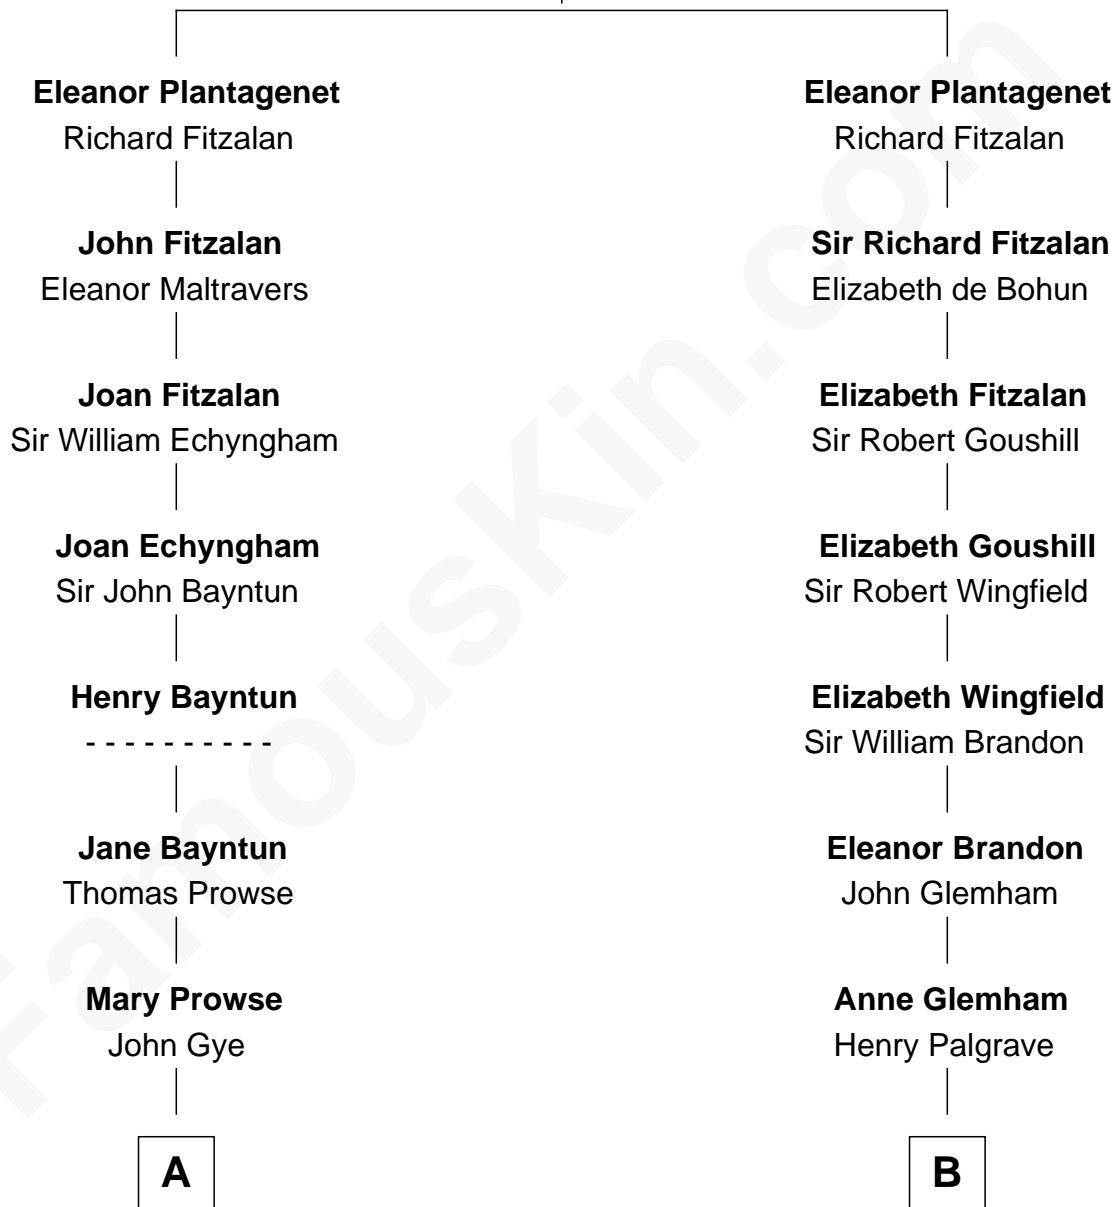 Eleanor Plantagenet
Richard Fitzalan
John Fitzalan
Eleanor Maltravers
Joan Fitzalan
Sir William Echyngham
Joan Echyngham
Sir John Bayntun
Henry Bayntun
- - - - - - - - - -
Jane Bayntun
Thomas Prowse
Mary Prowse
John Gye
A
Eleanor Plantagenet
Richard Fitzalan
Sir Richard Fitzalan
Elizabeth de Bohun
Elizabeth Fitzalan
Sir Robert Goushill
Elizabeth Goushill
Sir Robert Wingfield
Elizabeth Wingfield
Sir William Brandon
Eleanor Brandon
John Glemham
Anne Glemham
Henry Palgrave
B
FamousKin.com